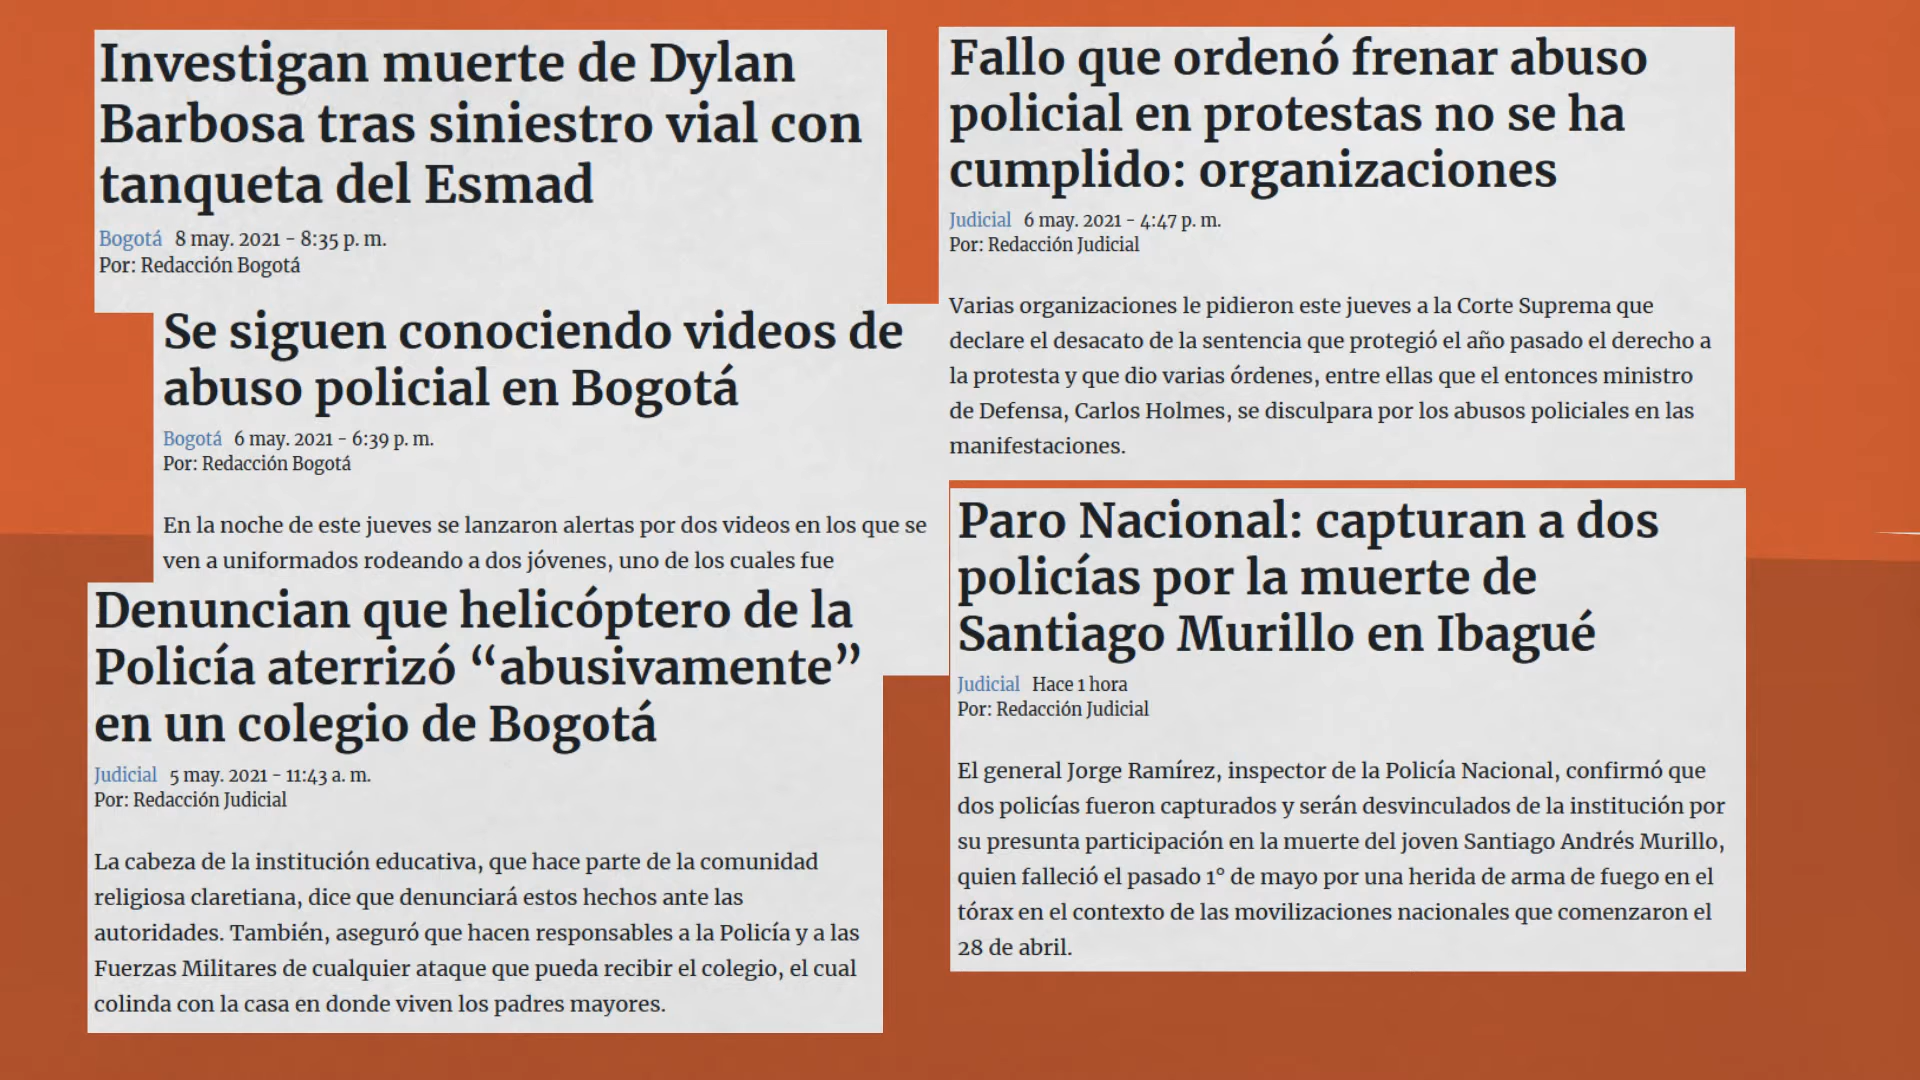 Investigan muerte de Dylan
Barbosa tras siniestro vial con
tanqueta del Esmad
Bogotá 8 may. 2021 - 8:35 p. m.
Por: Redacción Bogotá
Se siguen conociendo videos de
abuso policial en Bogotá
Bogotá 6 may. 2021 - 6:39 p. m.
Por: Redacción Bogotá
En la noche de este jueves se lanzaron alertas por dos videos en los que se
ven a uniformados rodeando a dos jóvenes, uno de los cuales fue
Denuncian que helicóptero de la
Policía aterrizó “abusivamente”
en un colegio de Bogotá
Judicial 5 may. 2021 - 11:43 a. m.
Por: Redacción Judicial
La cabeza de la institución educativa, que hace parte de la comunidad
religiosa claretiana, dice que denunciará estos hechos ante las
autoridades. También, aseguró que hacen responsables a la Policía y a las
Fuerzas Militares de cualquier ataque que pueda recibir el colegio, el cual
colinda con la casa en donde viven los padres mayores.
Fallo que ordenó frenar abuso
policial en protestas no se ha
cumplido: organizaciones
Judicial 6 may. 2021 - 4:47 p. m.
Por: Redacción Judicial
Varias organizaciones le pidieron este jueves a la Corte Suprema que
declare el desacato de la sentencia que protegió el año pasado el derecho a
la protesta y que dio varias órdenes, entre ellas que el entonces ministro
de Defensa, Carlos Holmes, se disculpara por los abusos policiales en las
manifestaciones.
Paro Nacional: capturan a dos
policías por la muerte de
Santiago Murillo en Ibagué
Judicial Hace 1 hora
Por: Redacción Judicial
El general Jorge Ramírez, inspector de la Policía Nacional, confirmó que
dos policías fueron capturados y serán desvinculados de la institución por
su presunta participación en la muerte del joven Santiago Andrés Murillo,
quien falleció el pasado 1° de mayo por una herida de arma de fuego en el
tórax en el contexto de las movilizaciones nacionales que comenzaron el
28 de abril.